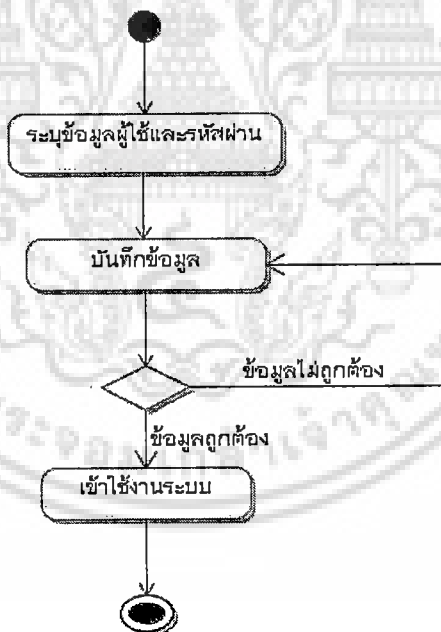 ระบุข้อมูลผู้ใช้และรหัสผ่าน
บันทึกข้อมูล
ข้อมูลไม่ถูกต้อง
ข้อมูลถูกต้อง
เข้าใช้งานระบบ